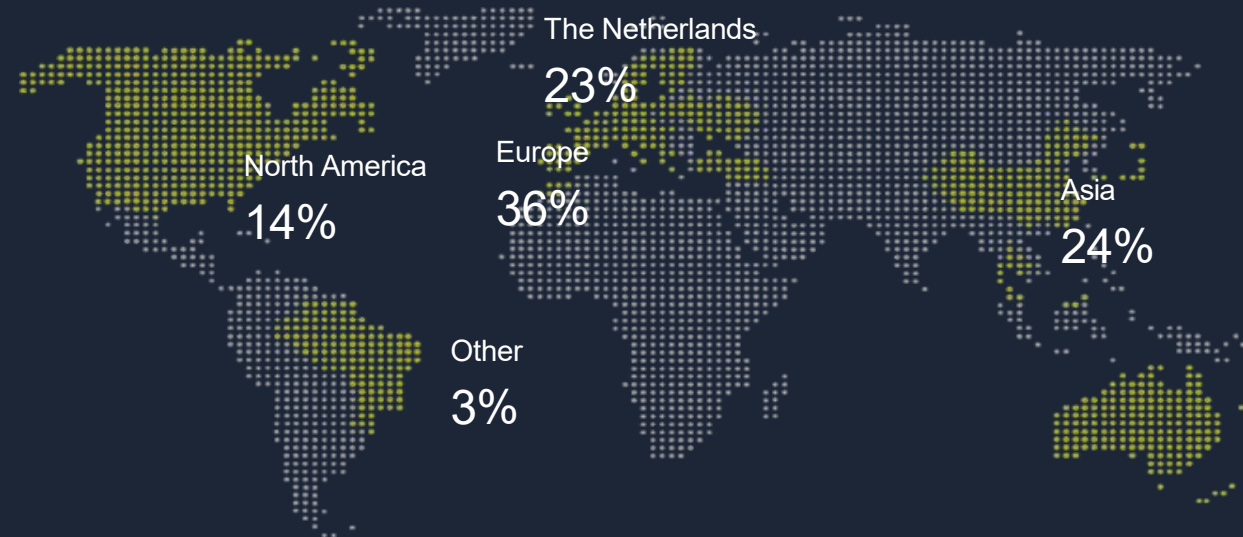 The Netherlands
23%
Europe
36%
North America
14%
Asia
24%
Other
3%